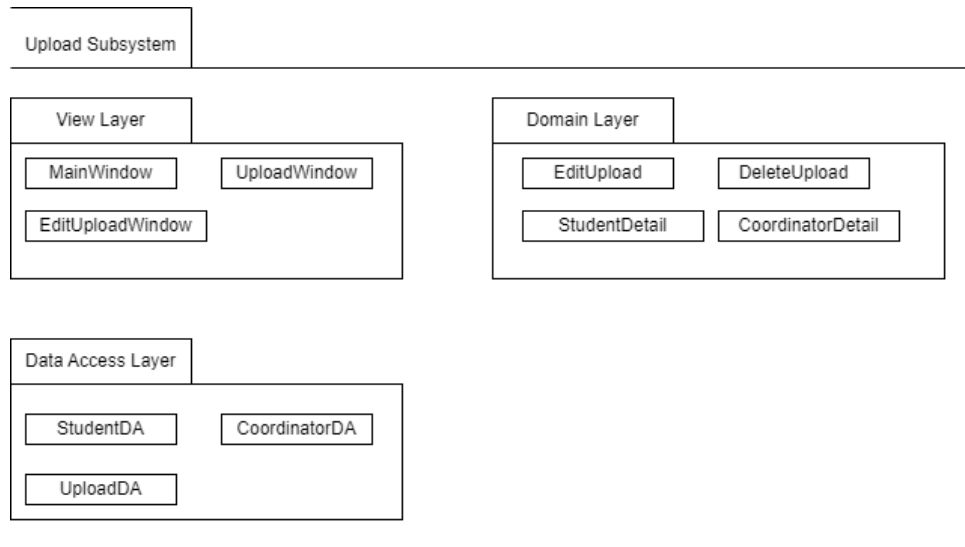 Upload Subsystem
View Layer
MainWindow
UploadWindow
EditUploadWindow
Domain Layer
EditUpload
DeleteUpload
StudentDetail
CoordinatorDetail
Data Access Layer
StudentDA
CoordinatorDA
UploadDA